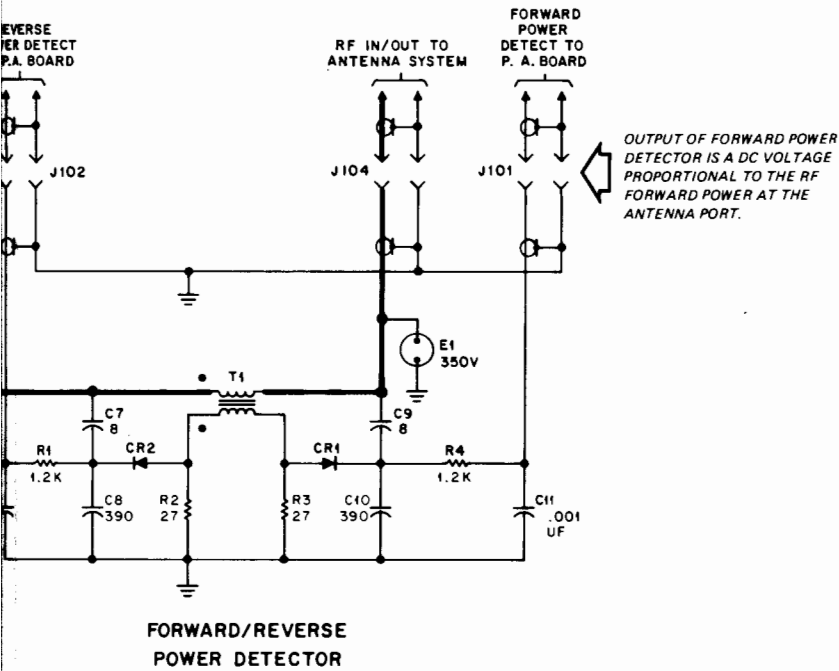 EVERSE
ER DETECT
P.A. BOARD
RF IN/OUT TO
ANTENNA SYSTEM
FORWARD
POWER
DETECT TO
P. A. BOARD
J102
J104
J101
OUTPUT OF FORWARD POWER
DETECTOR IS A DC VOLTAGE
PROPORTIONAL TO THE RF
FORWARD POWER AT THE
ANTENNA PORT.
E1
350V
T1
C7
8
C9
8
R1
1.2K
CR2
CR1
R4
1.2K
C8
390
R2
27
R3
27
C10
390
C11
.001
UF
FORWARD/REVERSE
POWER DETECTOR